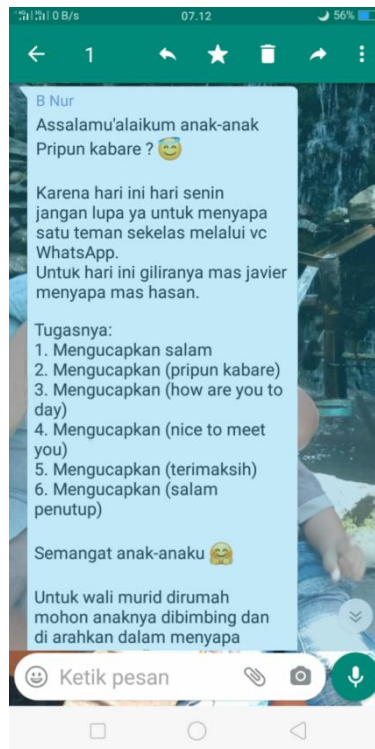 0 B/s 07.12 56%
1
B Nur
Assalamu'alaikum anak-anak
Pripun kabare ? 😇
Karena hari ini hari senin
jangan lupa ya untuk menyapa
satu teman sekelas melalui vc
WhatsApp.
Untuk hari ini giliranya mas javier
menyapa mas hasan.
Tugasnya:
1. Mengucapkan salam
2. Mengucapkan (pripun kabare)
3. Mengucapkan (how are you to
day)
4. Mengucapkan (nice to meet
you)
5. Mengucapkan (terimaksih)
6. Mengucapkan (salam
penutup)
Semangat anak-anaku 🤗
Untuk wali murid dirumah
mohon anaknya dibimbing dan
di arahkan dalam menyapa
Ketik pesan